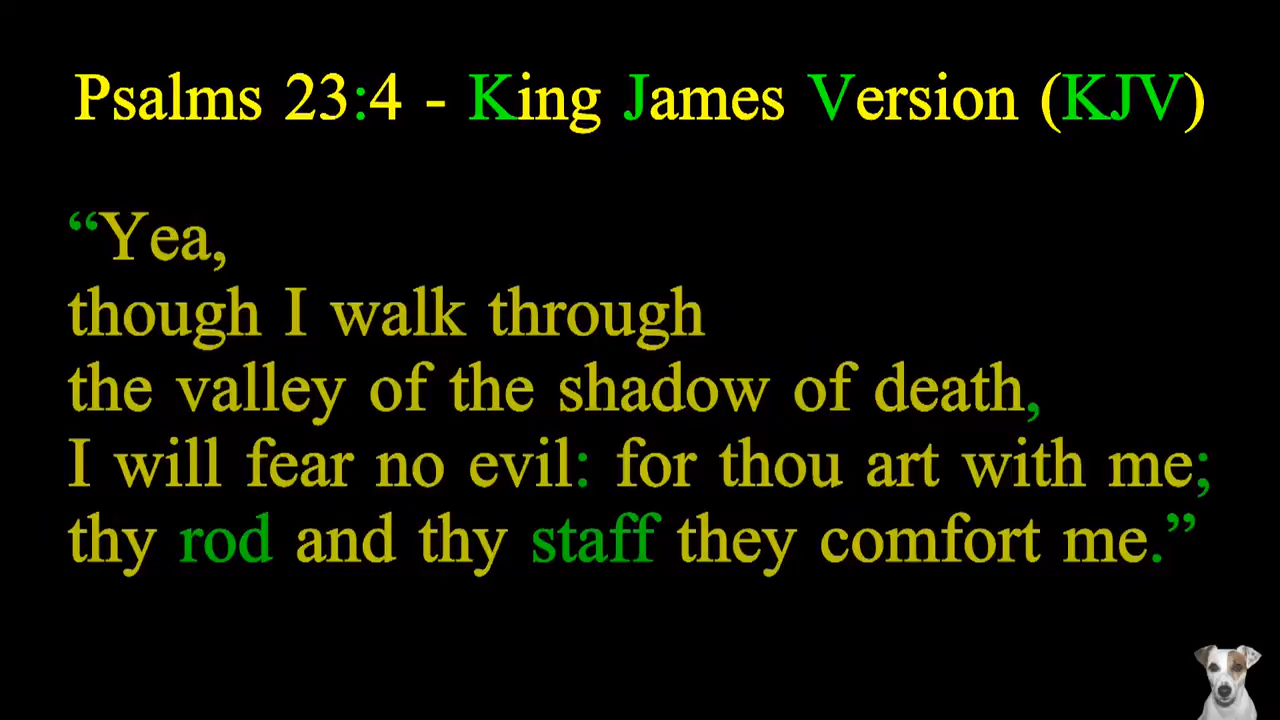 Psalms 23:4 - King James Version (KJV)
“Yea,
though I walk through
the valley of the shadow of death,
I will fear no evil: for thou art with me;
thy rod and thy staff they comfort me.”